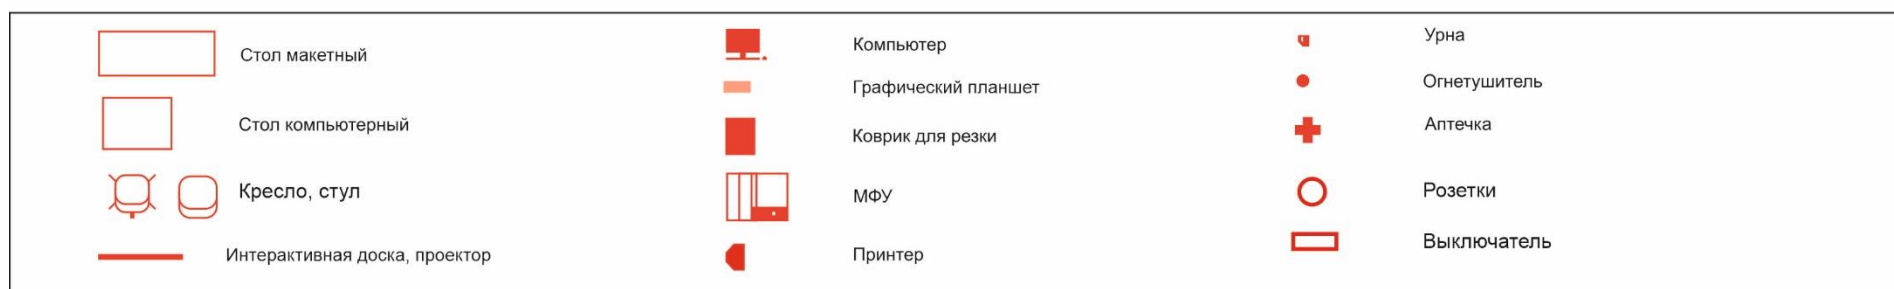 Стол макетный
Стол компьютерный
Кресло, стул
Интерактивная доска, проектор
Компьютер
Графический планшет
Коврик для резки
МФУ
Принтер
Урна
Огнетушитель
Аптечка
Розетки
Выключатель